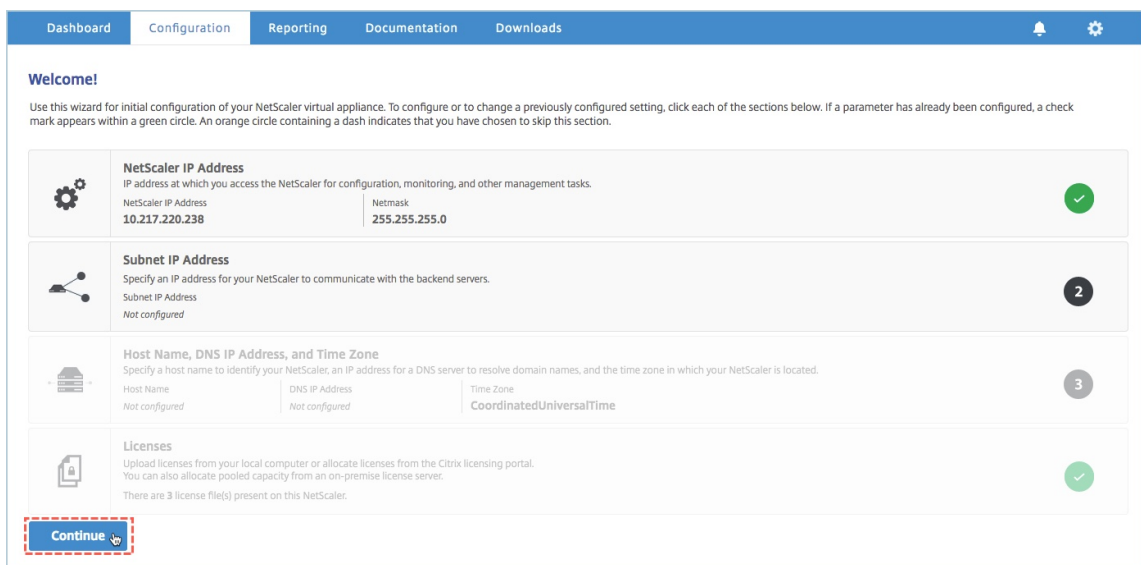 Dashboard Configuration Reporting Documentation Downloads
Welcome!
Use this wizard for initial configuration of your NetScaler virtual appliance. To configure or to change a previously configured setting, click each of the sections below. If a parameter has already been configured, a check
mark appears within a green circle. An orange circle containing a dash indicates that you have chosen to skip this section.
NetScaler IP Address
IP address at which you access the NetScaler for configuration, monitoring, and other management tasks.
NetScaler IP Address Netmask
10.217.220.238 255.255.255.0
Subnet IP Address
Specify an IP address for your NetScaler to communicate with the backend servers.
Subnet IP Address
Not configured
2
Host Name, DNS IP Address, and Time Zone
Specify a host name to identify your NetScaler, an IP address for a DNS server to resolve domain names, and the time zone in which your NetScaler is located.
Host Name DNS IP Address Time Zone
Not configured Not configured CoordinatedUniversalTime
3
Licenses
Upload licenses from your local computer or allocate licenses from the Citrix licensing portal.
You can also allocate pooled capacity from an on-premise license server.
There are 3 license file(s) present on this NetScaler.
Continue